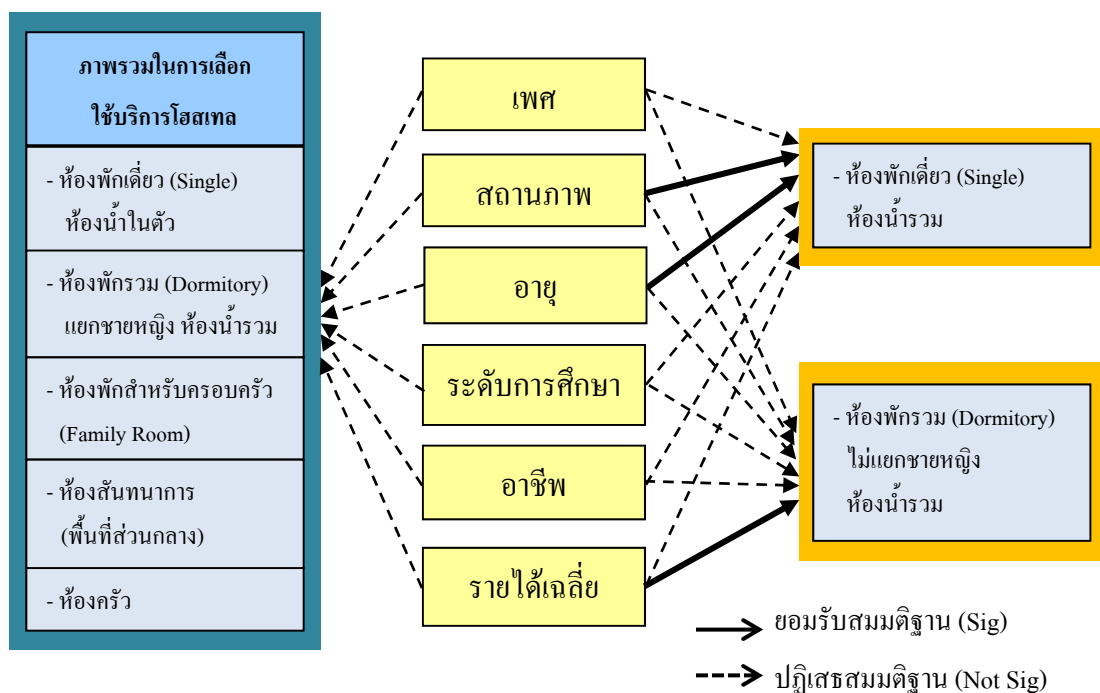 ภาพรวมในการเลือก
ใช้บริการโฮสเทล
- ห้องพักเดี่ยว (Single)
ห้องน้ำในตัว
- ห้องพักรวม (Dormitory)
แยกชายหญิง ห้องน้ำรวม
- ห้องพักสำหรับครอบครัว
(Family Room)
- ห้องสันทนาการ
(พื้นที่ส่วนกลาง)
- ห้องครัว
เพศ
สถานภาพ
อายุ
ระดับการศึกษา
อาชีพ
รายได้เฉลี่ย
- ห้องพักเดี่ยว (Single)
ห้องน้ำรวม
- ห้องพักรวม (Dormitory)
ไม่แยกชายหญิง
ห้องน้ำรวม
ยอมรับสมมติฐาน (Sig)
ปฏิเสธสมมติฐาน (Not Sig)